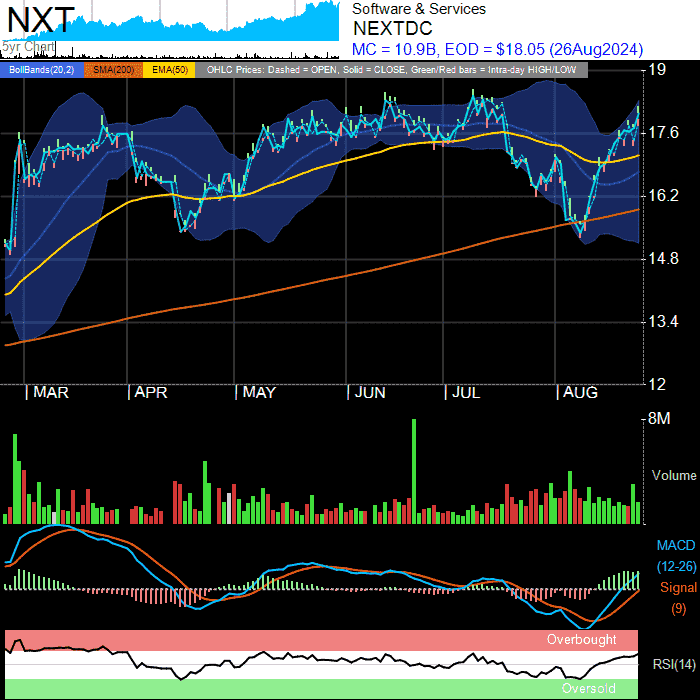 NXT
5yr Chart
Software & Services
NEXTDC
MC = 10.9B, EOD = $18.05 (26Aug2024)
BollBands(20,2) SMA(200) EMA(50) OHLC Prices: Dashed = OPEN, Solid = CLOSE, Green/Red bars = Intra-day HIGH/LOW
19
17.6
16.2
14.8
13.4
12
MAR APR MAY JUN JUL AUG
8M
Volume
MACD
(12-26)
Signal
(9)
Overbought
RSI(14)
Oversold